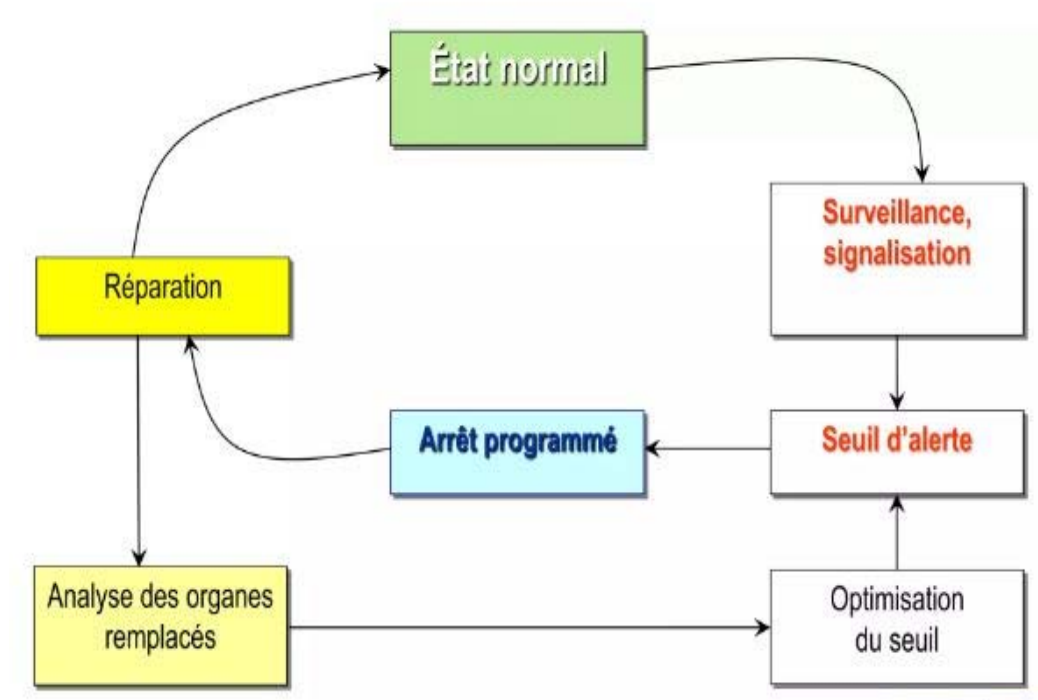 État normal
Surveillance,
signalisation
Réparation
Arrêt programmé
Seuil d'alerte
Analyse des organes
remplacés
Optimisation
du seuil